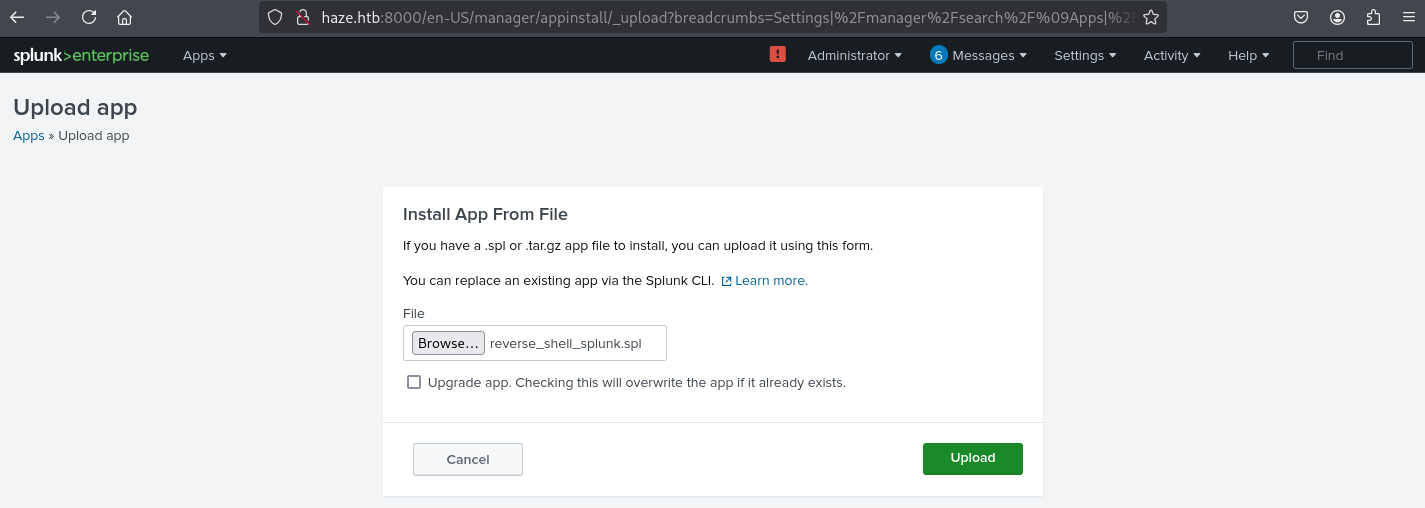 haze.htb:8000/en-US/manager/appinstall/_upload?breadcrumbs=Settings|%2Fmanager%2Fsearch%2F%09Apps|%2
splunk>enterprise Apps ! Administrator 6 Messages Settings Activity Help Find
Upload app
Apps » Upload app
Install App From File
If you have a .spl or .tar.gz app file to install, you can upload it using this form.
You can replace an existing app via the Splunk CLI. Learn more.
File
Browse... reverse_shell_splunk.spl
Upgrade app. Checking this will overwrite the app if it already exists.
Cancel Upload